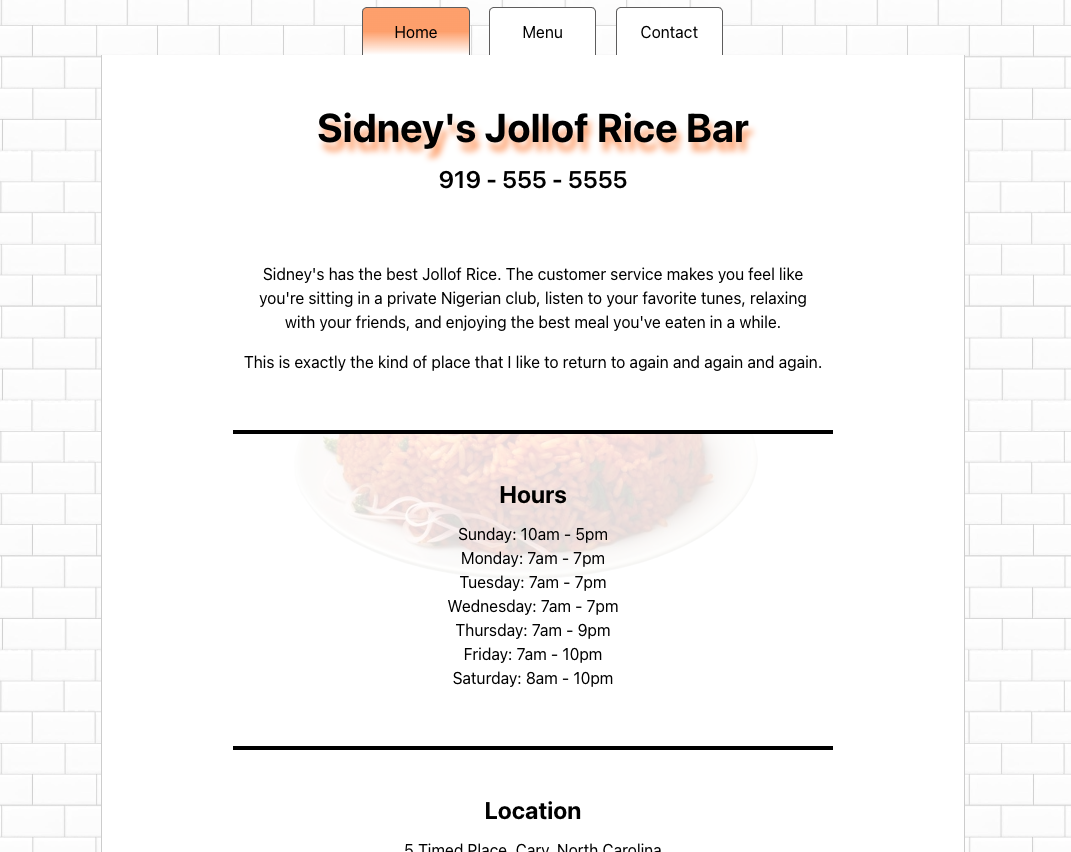 Home
Menu
Contact
Sidney's Jollof Rice Bar
919 - 555 - 5555
Sidney's has the best Jollof Rice. The customer service makes you feel like
you're sitting in a private Nigerian club, listen to your favorite tunes, relaxing
with your friends, and enjoying the best meal you've eaten in a while.
This is exactly the kind of place that I like to return to again and again and again.
Hours
Sunday: 10am - 5pm
Monday: 7am - 7pm
Tuesday: 7am - 7pm
Wednesday: 7am - 7pm
Thursday: 7am - 9pm
Friday: 7am - 10pm
Saturday: 8am - 10pm
Location
5 Timed Place, Cary, North Carolina